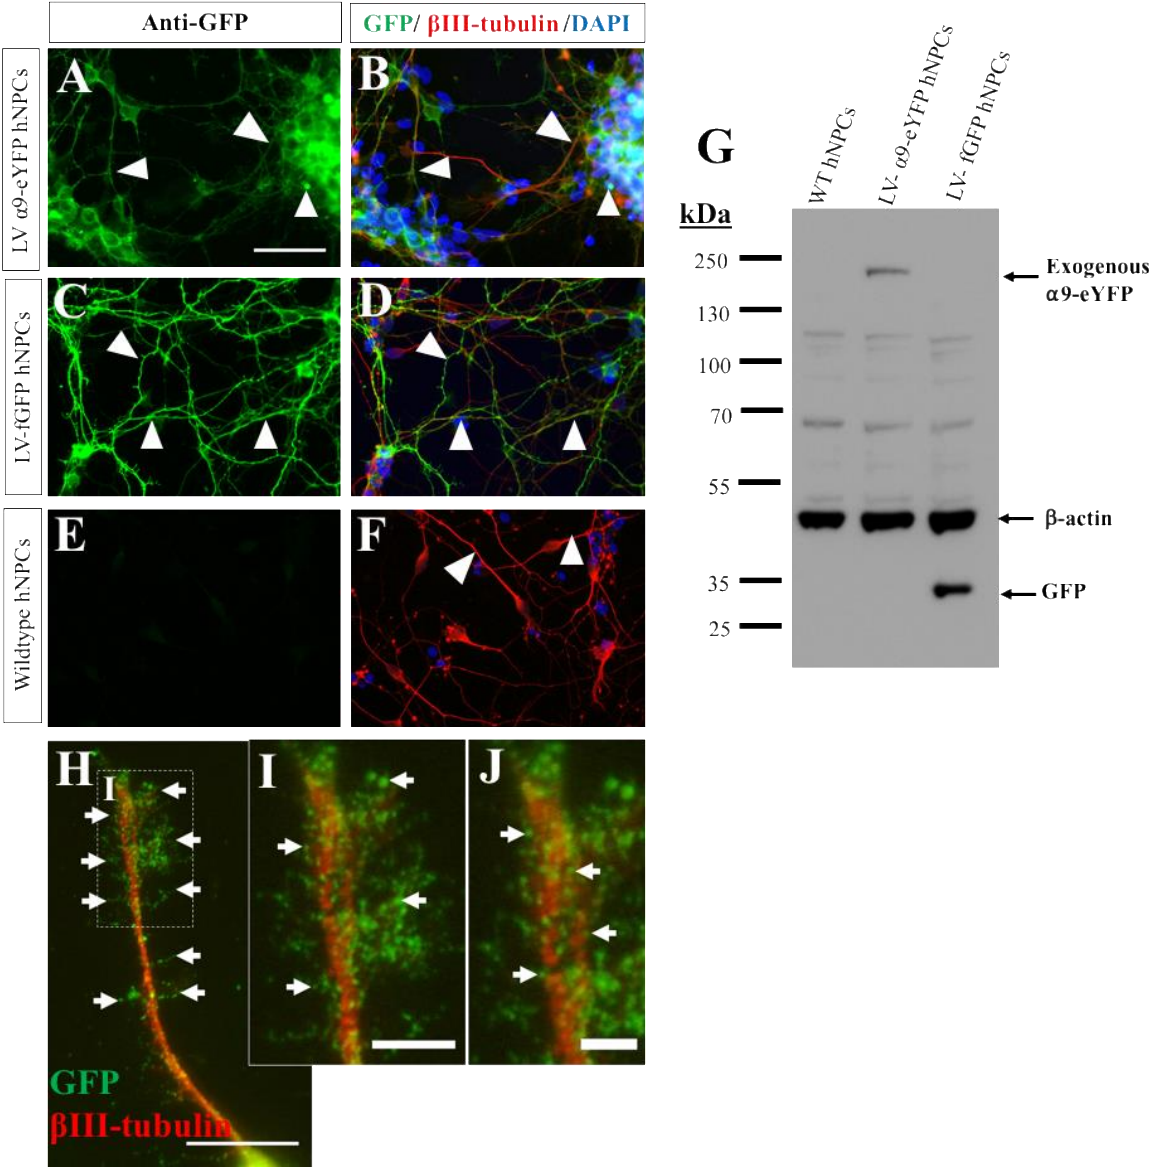 Anti-GFP
GFP/ βIII-tubulin /DAPI
LV α9-eYFP hNPCs
A
B
LV-fGFP hNPCs
C
D
Wildtype hNPCs
E
F
G
WT hNPCs
LV- α9-eYFP hNPCs
LV- fGFP hNPCs
kDa
250
130
100
70
55
35
25
Exogenous
α9-eYFP
β-actin
GFP
H
I
I
J
GFP
βIII-tubulin